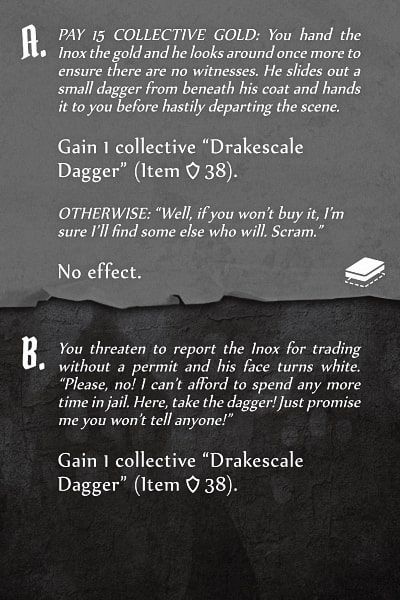 A. PAY 15 COLLECTIVE GOLD: You hand the
Inox the gold and he looks around once more to
ensure there are no witnesses. He slides out a
small dagger from beneath his coat and hands
it to you before hastily departing the scene.
Gain 1 collective “Drakescale
Dagger” (Item 38).
OTHERWISE: “Well, if you won’t buy it, I’m
sure I’ll find some else who will. Scram.”
No effect.
B. You threaten to report the Inox for trading
without a permit and his face turns white.
“Please, no! I can’t afford to spend any more
time in jail. Here, take the dagger! Just promise
me you won’t tell anyone!”
Gain 1 collective “Drakescale
Dagger” (Item 38).